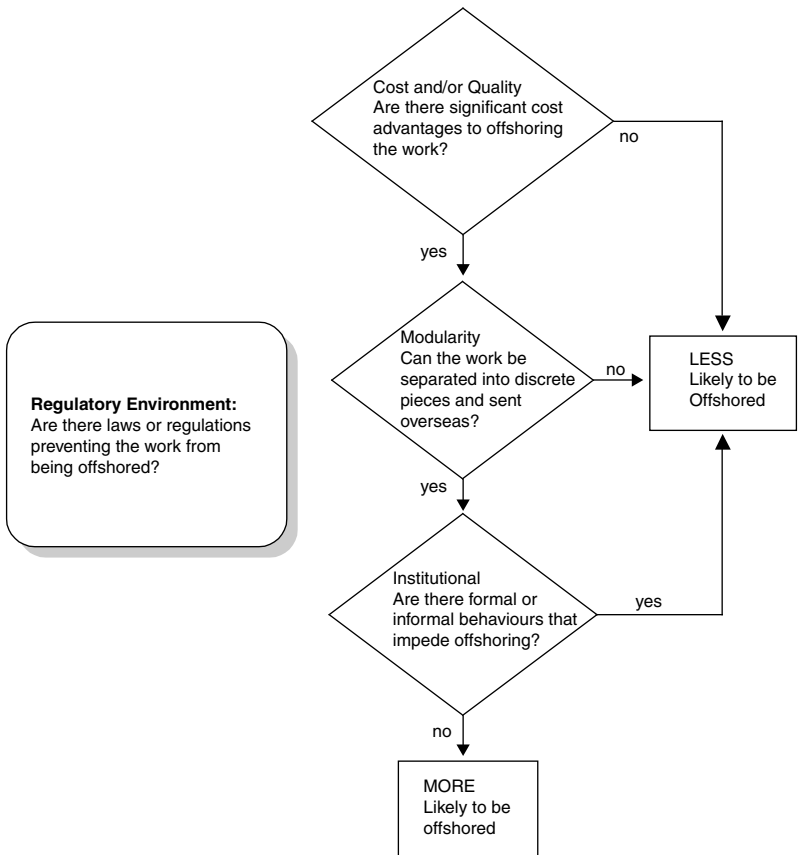 Cost and/or Quality
Are there significant cost
advantages to offshoring
the work?
no
yes
Modularity
Can the work be
separated into discrete
pieces and sent
overseas?
no
LESS
Likely to be
Offshored
Regulatory Environment:
Are there laws or regulations
preventing the work from
being offshored?
yes
Institutional
Are there formal or
informal behaviours that
impede offshoring?
yes
no
MORE
Likely to be
offshored